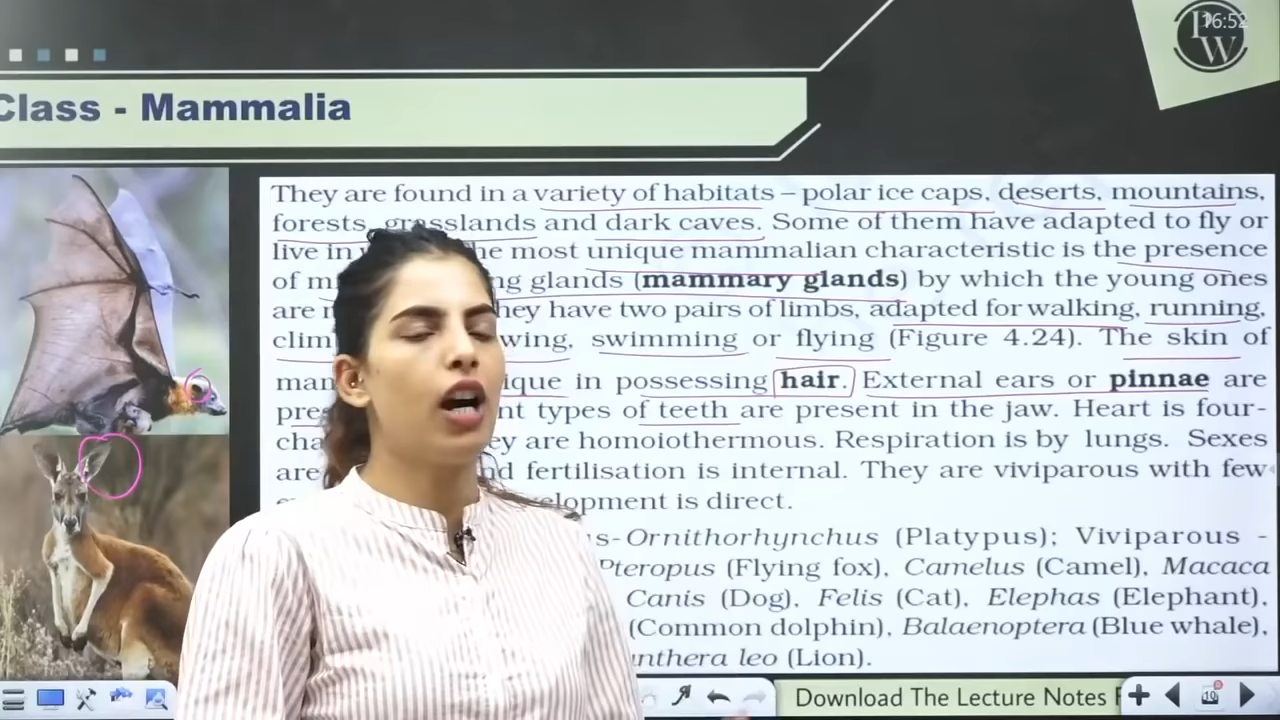 16:52
PW
Class - Mammalia
They are found in a variety of habitats – polar ice caps, deserts, mountains,
forests, grasslands and dark caves. Some of them have adapted to fly or
live in he most unique mammalian characteristic is the presence
of m ng glands (mammary glands) by which the young ones
are n hey have two pairs of limbs, adapted for walking, running,
clim wing, swimming or flying (Figure 4.24). The skin of
man ique in possessing hair. External ears or pinnae are
pres nt types of teeth are present in the jaw. Heart is four-
cha ey are homoiothermous. Respiration is by lungs. Sexes
are nd fertilisation is internal. They are viviparous with few
elopment is direct.
s-Ornithorhynchus (Platypus); Viviparous -
Pteropus (Flying fox), Camelus (Camel), Macaca
Canis (Dog), Felis (Cat), Elephas (Elephant),
(Common dolphin), Balaenoptera (Blue whale),
nthera leo (Lion).
Download The Lecture Notes F
10